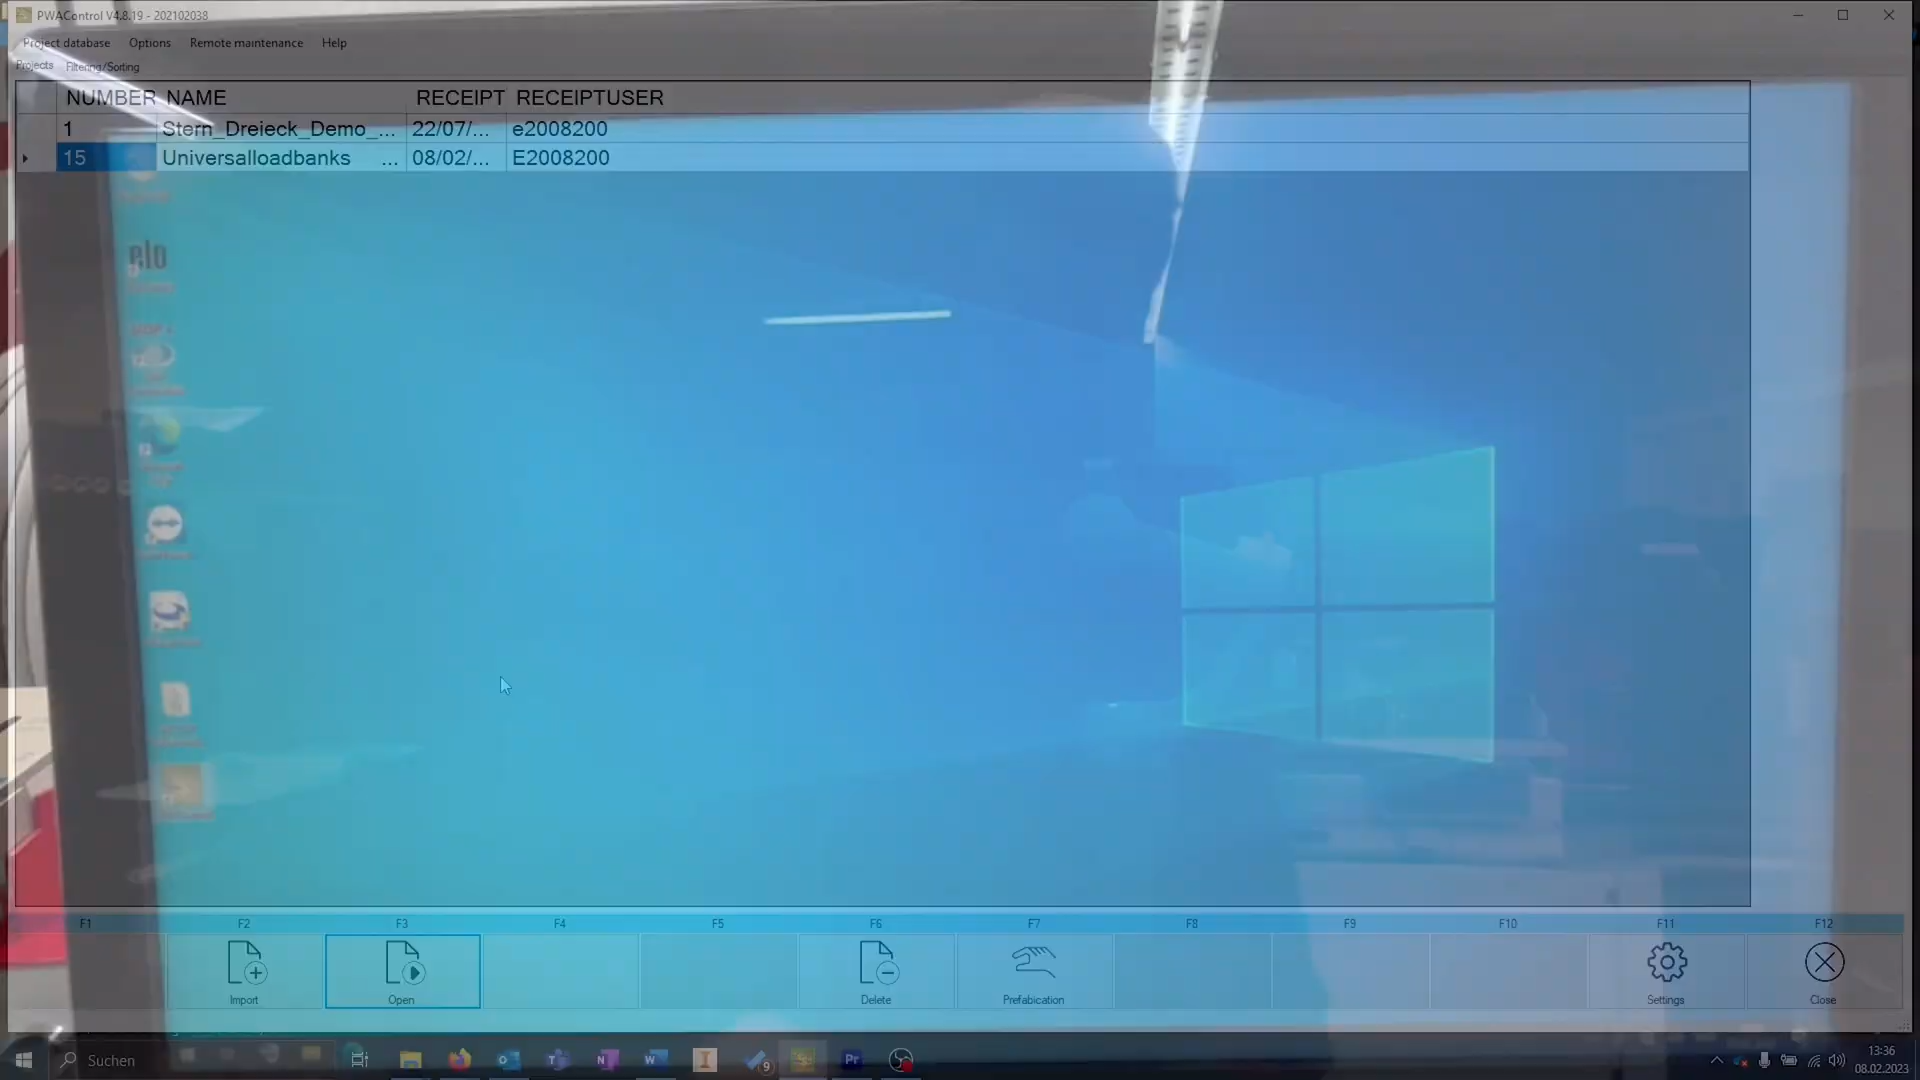 PWAControl V4.8.19 - 202102038
Project database Options Remote maintenance Help
Projects Filtering/Sorting
NUMBER NAME RECEIPT RECEIPTUSER
1 Stern_Dreieck_Demo_... 22/07/... e2008200
15 Universalloadbanks ... 08/02/... E2008200
elo
F1 F2 F3 F4 F5 F6 F7 F8 F9 F10 F11 F12
Import Open Delete Prefabication Settings Close
Suchen
9
13:36
08.02.2023